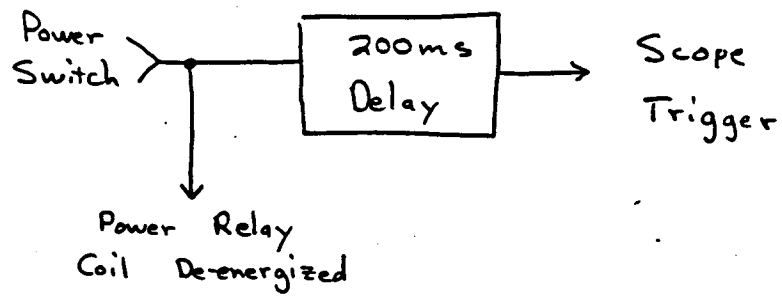 Power
Switch
200ms
Delay
Scope
Trigger
Power Relay
Coil De-energized